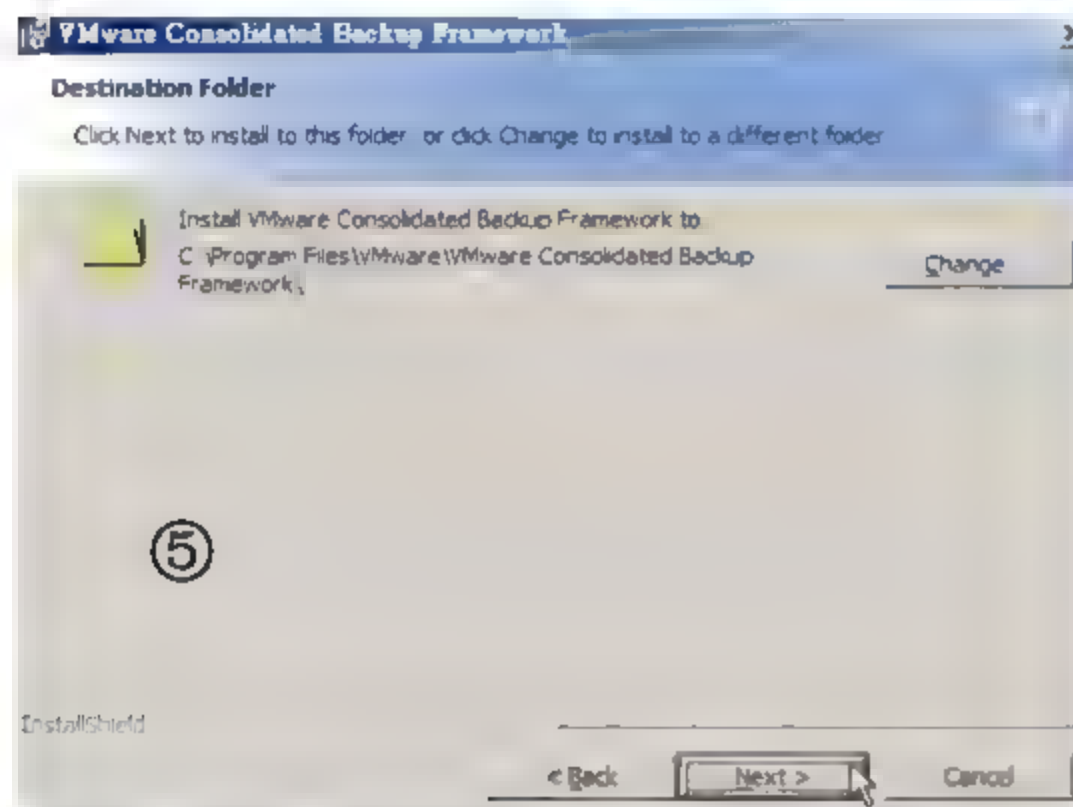 VMware Consolidated Backup Framework
Destination Folder
Click Next to install to this folder or click Change to install to a different folder
Install VMware Consolidated Backup Framework to
C \Program Files\VMware\VMware Consolidated Backup
Framework\
Change
⑤
InstallShield
< Back Next > Cancel